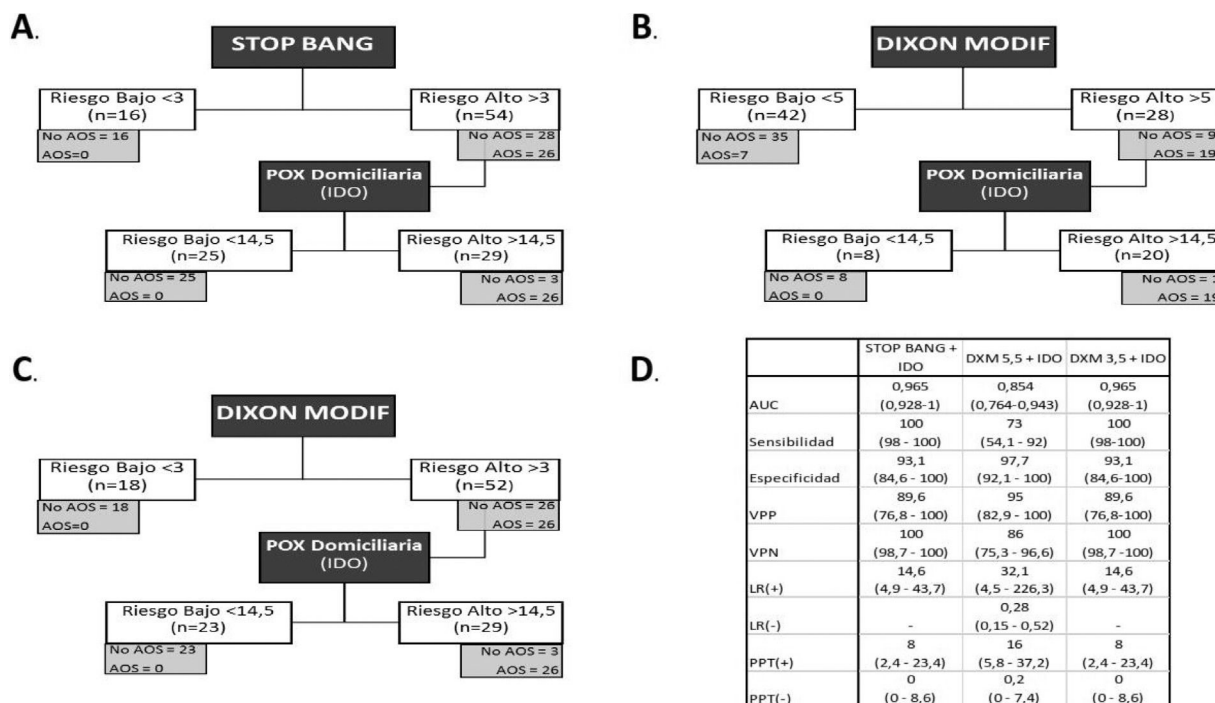 A.
STOP BANG
Riesgo Bajo <3
(n=16)
No AOS = 16
AOS=0
Riesgo Alto >3
(n=54)
No AOS = 28
AOS = 26
POX Domiciliaria
(IDO)
Riesgo Bajo <14,5
(n=25)
No AOS = 25
AOS = 0
Riesgo Alto >14,5
(n=29)
No AOS = 3
AOS = 26
B.
DIXON MODIF
Riesgo Bajo <5
(n=42)
No AOS = 35
AOS=7
Riesgo Alto >5
(n=28)
No AOS = 9
AOS = 19
POX Domiciliaria
(IDO)
Riesgo Bajo <14,5
(n=8)
No AOS = 8
AOS = 0
Riesgo Alto >14,5
(n=20)
No AOS =
AOS = 19
C.
DIXON MODIF
Riesgo Bajo <3
(n=18)
No AOS = 18
AOS=0
Riesgo Alto >3
(n=52)
No AOS = 26
AOS = 26
POX Domiciliaria
(IDO)
Riesgo Bajo <14,5
(n=23)
No AOS = 23
AOS = 0
Riesgo Alto >14,5
(n=29)
No AOS = 3
AOS = 26
D.
STOP BANG + IDO DXM 5,5 + IDO DXM 3,5 + IDO
AUC 0,965 0,854 0,965
(0,928-1) (0,764-0,943) (0,928-1)
Sensibilidad 100 73 100
(98 - 100) (54,1 - 92) (98-100)
Especificidad 93,1 97,7 93,1
(84,6 - 100) (92,1 - 100) (84,6-100)
VPP 89,6 95 89,6
(76,8 - 100) (82,9 - 100) (76,8-100)
VPN 100 86 100
(98,7 - 100) (75,3 - 96,6) (98,7 -100)
LR(+) 14,6 32,1 14,6
(4,9 - 43,7) (4,5 - 226,3) (4,9 - 43,7)
LR(-) - 0,28 -
(0,15 - 0,52)
PPT(+) 8 16 8
(2,4 - 23,4) (5,8 - 37,2) (2,4 - 23,4)
PPT(-) 0 0,2 0
(0 - 8,6) (0 - 7,4) (0 - 8,6)